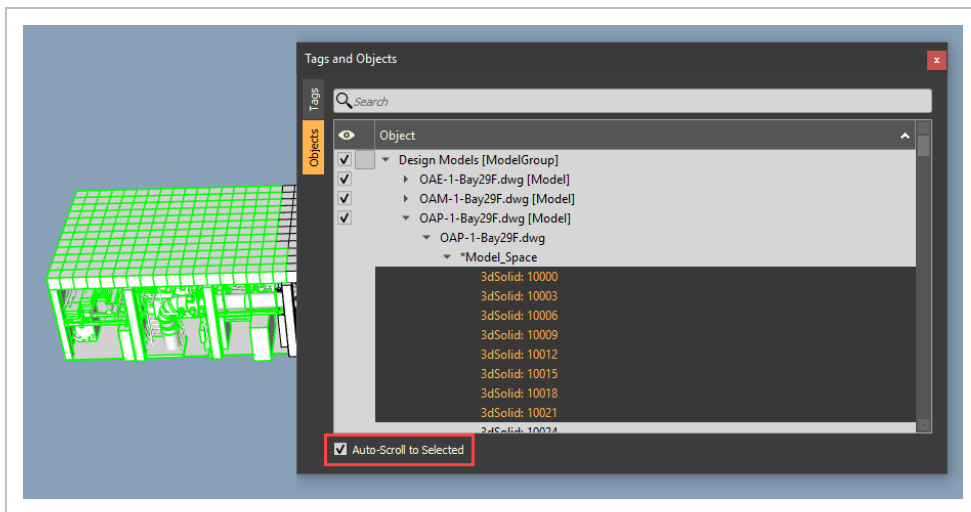 Tags and Objects
x
Tags
Objects
Search
Object
Design Models [ModelGroup]
OAE-1-Bay29F.dwg [Model]
OAM-1-Bay29F.dwg [Model]
OAP-1-Bay29F.dwg [Model]
OAP-1-Bay29F.dwg
*Model_Space
3dSolid: 10000
3dSolid: 10003
3dSolid: 10006
3dSolid: 10009
3dSolid: 10012
3dSolid: 10015
3dSolid: 10018
3dSolid: 10021
3dSolid: 10024
Auto-Scroll to Selected